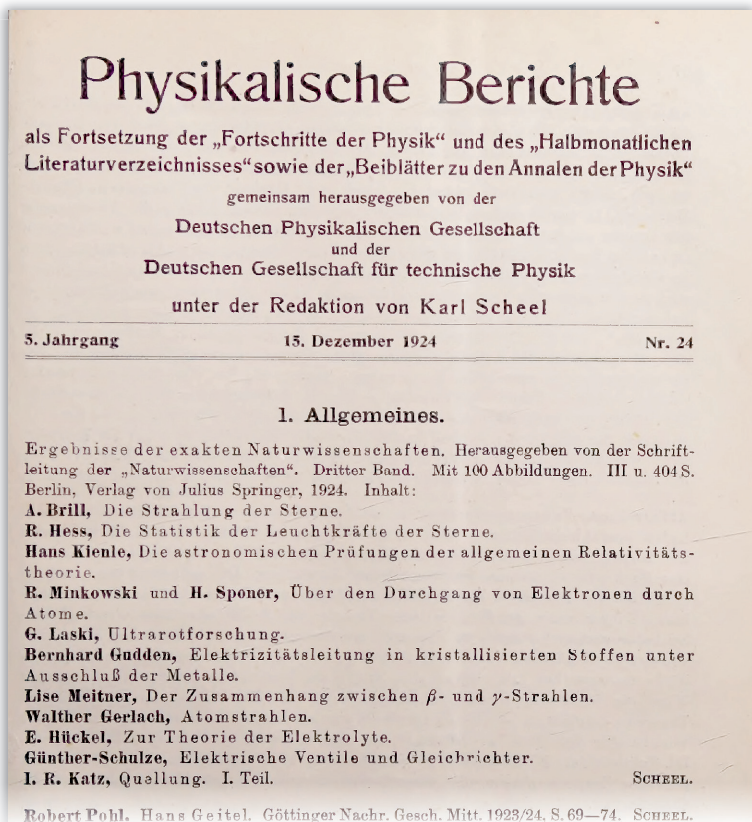 Physikalische Berichte
als Fortsetzung der „Fortschritte der Physik“ und des „Halbmonatlichen
Literaturverzeichnisses“ sowie der „Beiblätter zu den Annalen der Physik“
gemeinsam herausgegeben von der
Deutschen Physikalischen Gesellschaft
und der
Deutschen Gesellschaft für technische Physik
unter der Redaktion von Karl Scheel
5. Jahrgang 15. Dezember 1924 Nr. 24
1. Allgemeines.
Ergebnisse der exakten Naturwissenschaften. Herausgegeben von der Schrift-
leitung der „Naturwissenschaften“. Dritter Band. Mit 100 Abbildungen. III u. 404 S.
Berlin, Verlag von Julius Springer, 1924. Inhalt:
A. Brill, Die Strahlung der Sterne.
R. Hess, Die Statistik der Leuchtkräfte der Sterne.
Hans Kienle, Die astronomischen Prüfungen der allgemeinen Relativitäts-
theorie.
R. Minkowski und H. Sponer, Über den Durchgang von Elektronen durch
Atome.
G. Laski, Ultrarotforschung.
Bernhard Gudden, Elektrizitätsleitung in kristallisierten Stoffen unter
Ausschluß der Metalle.
Lise Meitner, Der Zusammenhang zwischen β- und γ-Strahlen.
Walther Gerlach, Atomstrahlen.
E. Hückel, Zur Theorie der Elektrolyte.
Günther-Schulze, Elektrische Ventile und Gleichrichter.
I. R. Katz, Quellung. I. Teil. SCHEEL.
Robert Pohl. Hans Geitel. Göttinger Nachr. Gesch. Mitt. 1923/24, S. 69—74. SCHEEL.